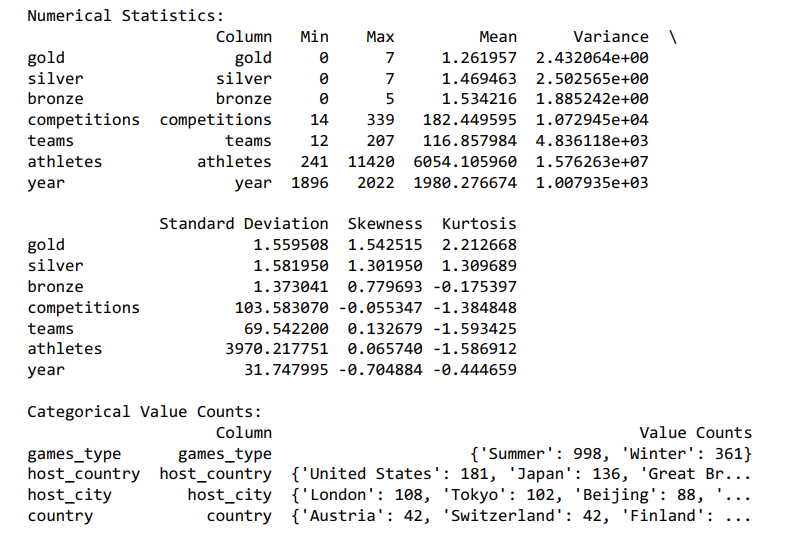 Numerical Statistics:
                    Column   Min    Max         Mean      Variance  \
gold                  gold     0      7     1.261957  2.432064e+00
silver              silver     0      7     1.469463  2.502565e+00
bronze              bronze     0      5     1.534216  1.885242e+00
competitions  competitions    14    339   182.449595  1.072945e+04
teams                teams    12    207   116.857984  4.836118e+03
athletes          athletes   241  11420  6054.105960  1.576263e+07
year                  year  1896   2022  1980.276674  1.007935e+03

              Standard Deviation  Skewness  Kurtosis
gold                    1.559508  1.542515  2.212668
silver                  1.581950  1.301950  1.309689
bronze                  1.373041  0.779693 -0.175397
competitions          103.583070 -0.055347 -1.384848
teams                  69.542200  0.132679 -1.593425
athletes             3970.217751  0.065740 -1.586912
year                   31.747995 -0.704884 -0.444659

Categorical Value Counts:
                    Column                                       Value Counts
games_type      games_type                     {'Summer': 998, 'Winter': 361}
host_country  host_country  {'United States': 181, 'Japan': 136, 'Great Br...
host_city        host_city  {'London': 108, 'Tokyo': 102, 'Beijing': 88, '...
country            country  {'Austria': 42, 'Switzerland': 42, 'Finland': ...